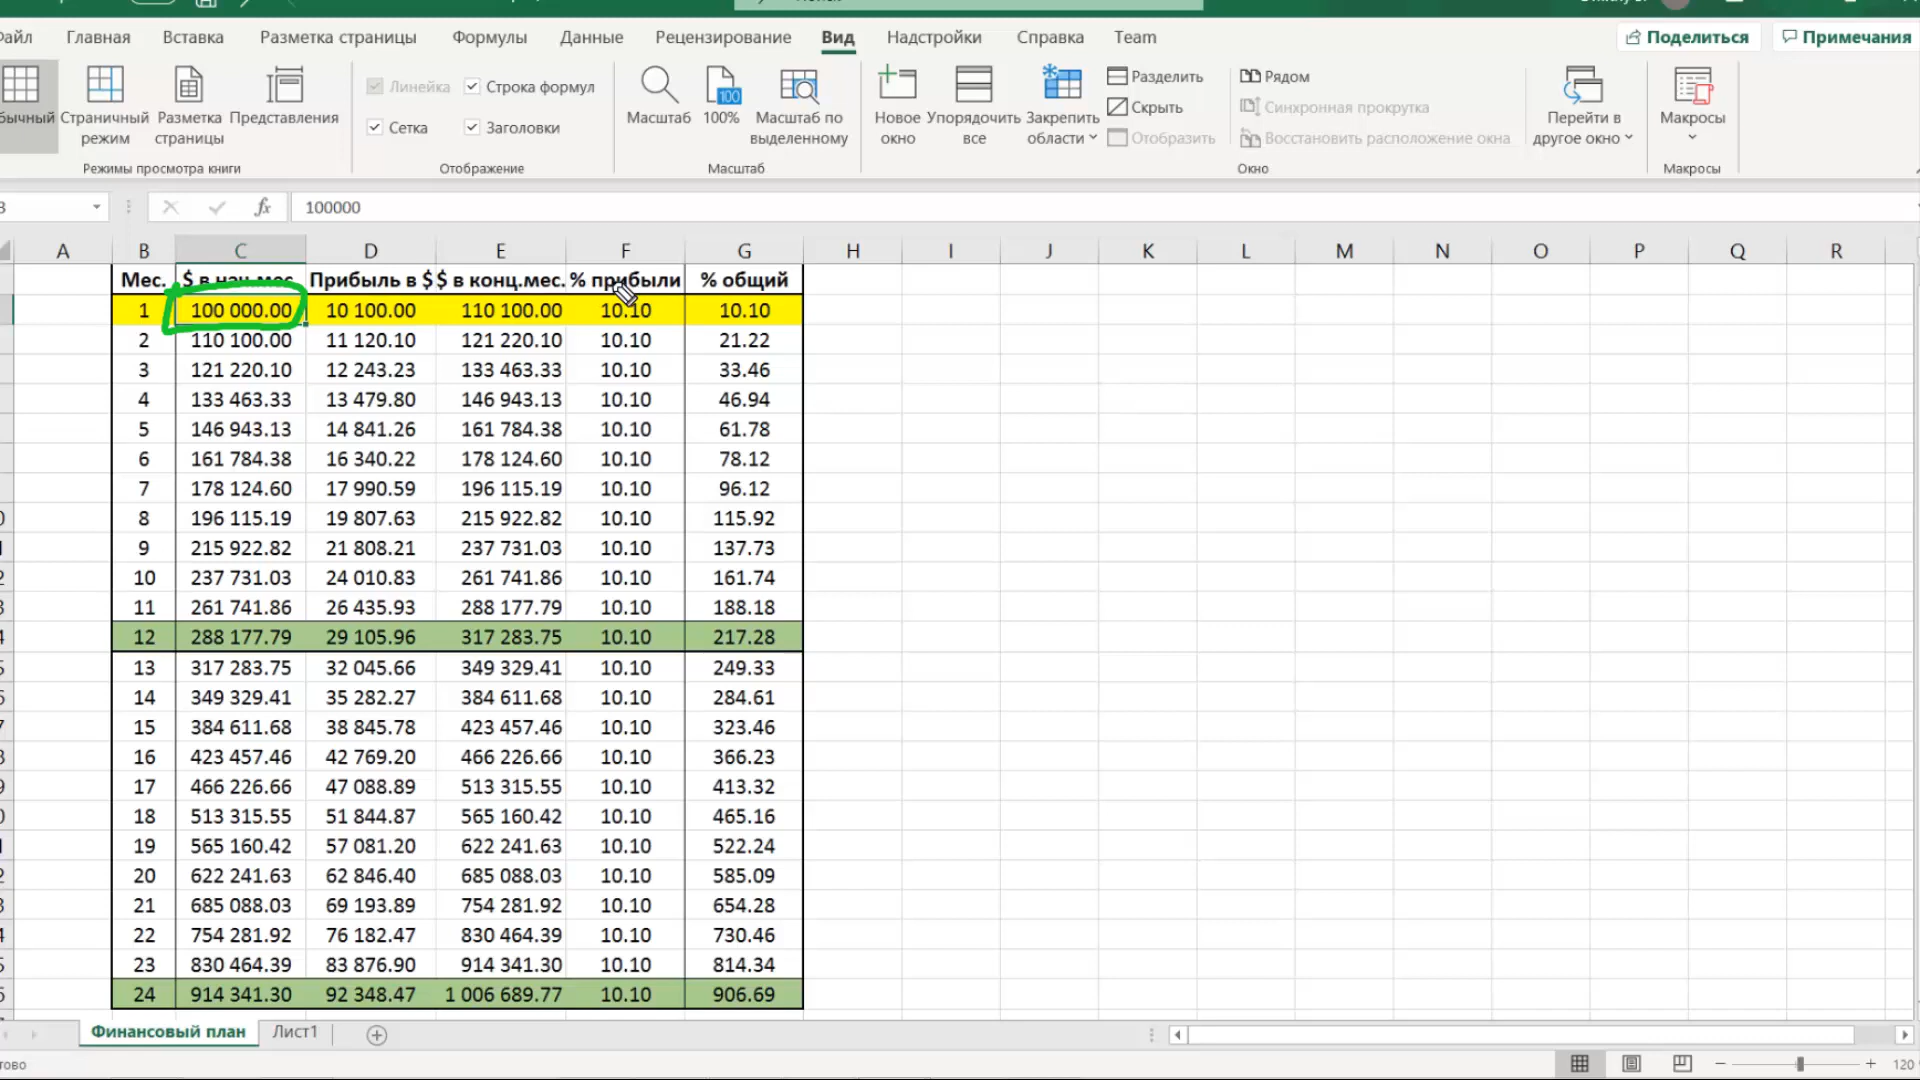 Файл Главная Вставка Разметка страницы Формулы Данные Рецензирование Вид Надстройки Справка Team Поделиться Примечания
Обычный Страничный режим Разметка страницы Представления
Линейка Строка формул
Сетка Заголовки
Масштаб 100% Масштаб по выделенному
Новое окно Упорядочить все Закрепить области
Разделить
Скрыть
Отобразить
Рядом
Синхронная прокрутка
Восстановить расположение окна
Перейти в другое окно
Макросы
Режимы просмотра книги Отображение Масштаб Окно Макросы
3 fx 100000
A B C D E F G H I J K L M N O P Q R
Мес. $ в нач.мес. Прибыль в $ $ в конц.мес. % прибыли % общий
1 100 000.00 10 100.00 110 100.00 10.10 10.10
2 110 100.00 11 120.10 121 220.10 10.10 21.22
3 121 220.10 12 243.23 133 463.33 10.10 33.46
4 133 463.33 13 479.80 146 943.13 10.10 46.94
5 146 943.13 14 841.26 161 784.38 10.10 61.78
6 161 784.38 16 340.22 178 124.60 10.10 78.12
7 178 124.60 17 990.59 196 115.19 10.10 96.12
8 196 115.19 19 807.63 215 922.82 10.10 115.92
9 215 922.82 21 808.21 237 731.03 10.10 137.73
10 237 731.03 24 010.83 261 741.86 10.10 161.74
11 261 741.86 26 435.93 288 177.79 10.10 188.18
12 288 177.79 29 105.96 317 283.75 10.10 217.28
13 317 283.75 32 045.66 349 329.41 10.10 249.33
14 349 329.41 35 282.27 384 611.68 10.10 284.61
15 384 611.68 38 845.78 423 457.46 10.10 323.46
16 423 457.46 42 769.20 466 226.66 10.10 366.23
17 466 226.66 47 088.89 513 315.55 10.10 413.32
18 513 315.55 51 844.87 565 160.42 10.10 465.16
19 565 160.42 57 081.20 622 241.63 10.10 522.24
20 622 241.63 62 846.40 685 088.03 10.10 585.09
21 685 088.03 69 193.89 754 281.92 10.10 654.28
22 754 281.92 76 182.47 830 464.39 10.10 730.46
23 830 464.39 83 876.90 914 341.30 10.10 814.34
24 914 341.30 92 348.47 1 006 689.77 10.10 906.69
Финансовый план Лист1
тово 120